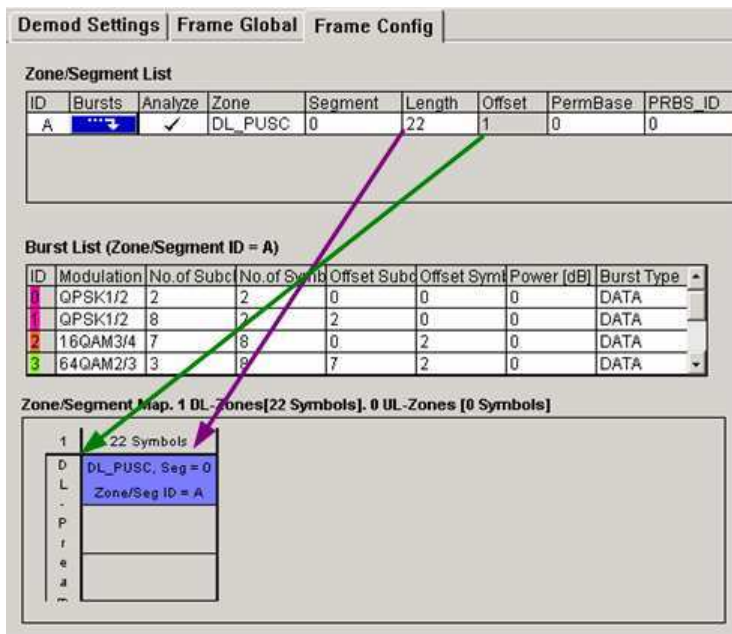 Demod Settings Frame Global Frame Config
Zone/Segment List
ID Bursts Analyze Zone Segment Length Offset PermBase PRBS_ID
A DL_PUSC 0 22 1 0 0
Burst List (Zone/Segment ID = A)
ID Modulation No.of Subcl No.of Symb Offset Subc Offset Symb Power [dB] Burst Type
0 QPSK1/2 2 2 0 0 0 DATA
1 QPSK1/2 8 2 2 0 0 DATA
2 16QAM3/4 7 8 0 2 0 DATA
3 64QAM2/3 3 8 7 2 0 DATA
Zone/Segment Map. 1 DL-Zones[22 Symbols]. 0 UL-Zones [0 Symbols]
1 22 Symbols
DL-Pream
DL_PUSC, Seg = 0
Zone/Seg ID = A